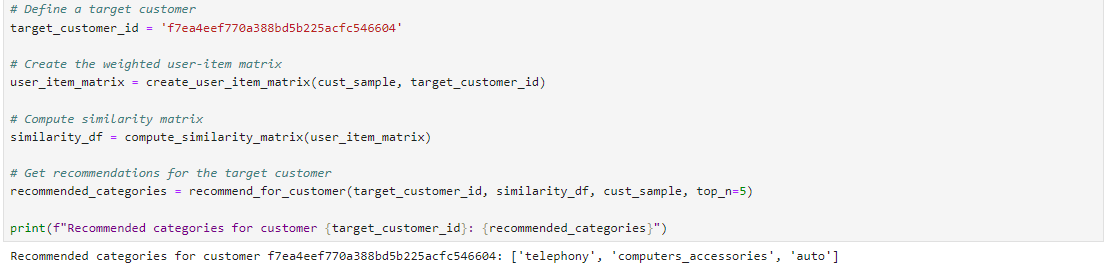 # Define a target customer
target_customer_id = 'f7ea4eef770a388bd5b225acfc546604'
# Create the weighted user-item matrix
user_item_matrix = create_user_item_matrix(cust_sample, target_customer_id)
# Compute similarity matrix
similarity_df = compute_similarity_matrix(user_item_matrix)
# Get recommendations for the target customer
recommended_categories = recommend_for_customer(target_customer_id, similarity_df, cust_sample, top_n=5)
print(f"Recommended categories for customer {target_customer_id}: {recommended_categories}")
Recommended categories for customer f7ea4eef770a388bd5b225acfc546604: ['telephony', 'computers_accessories', 'auto']